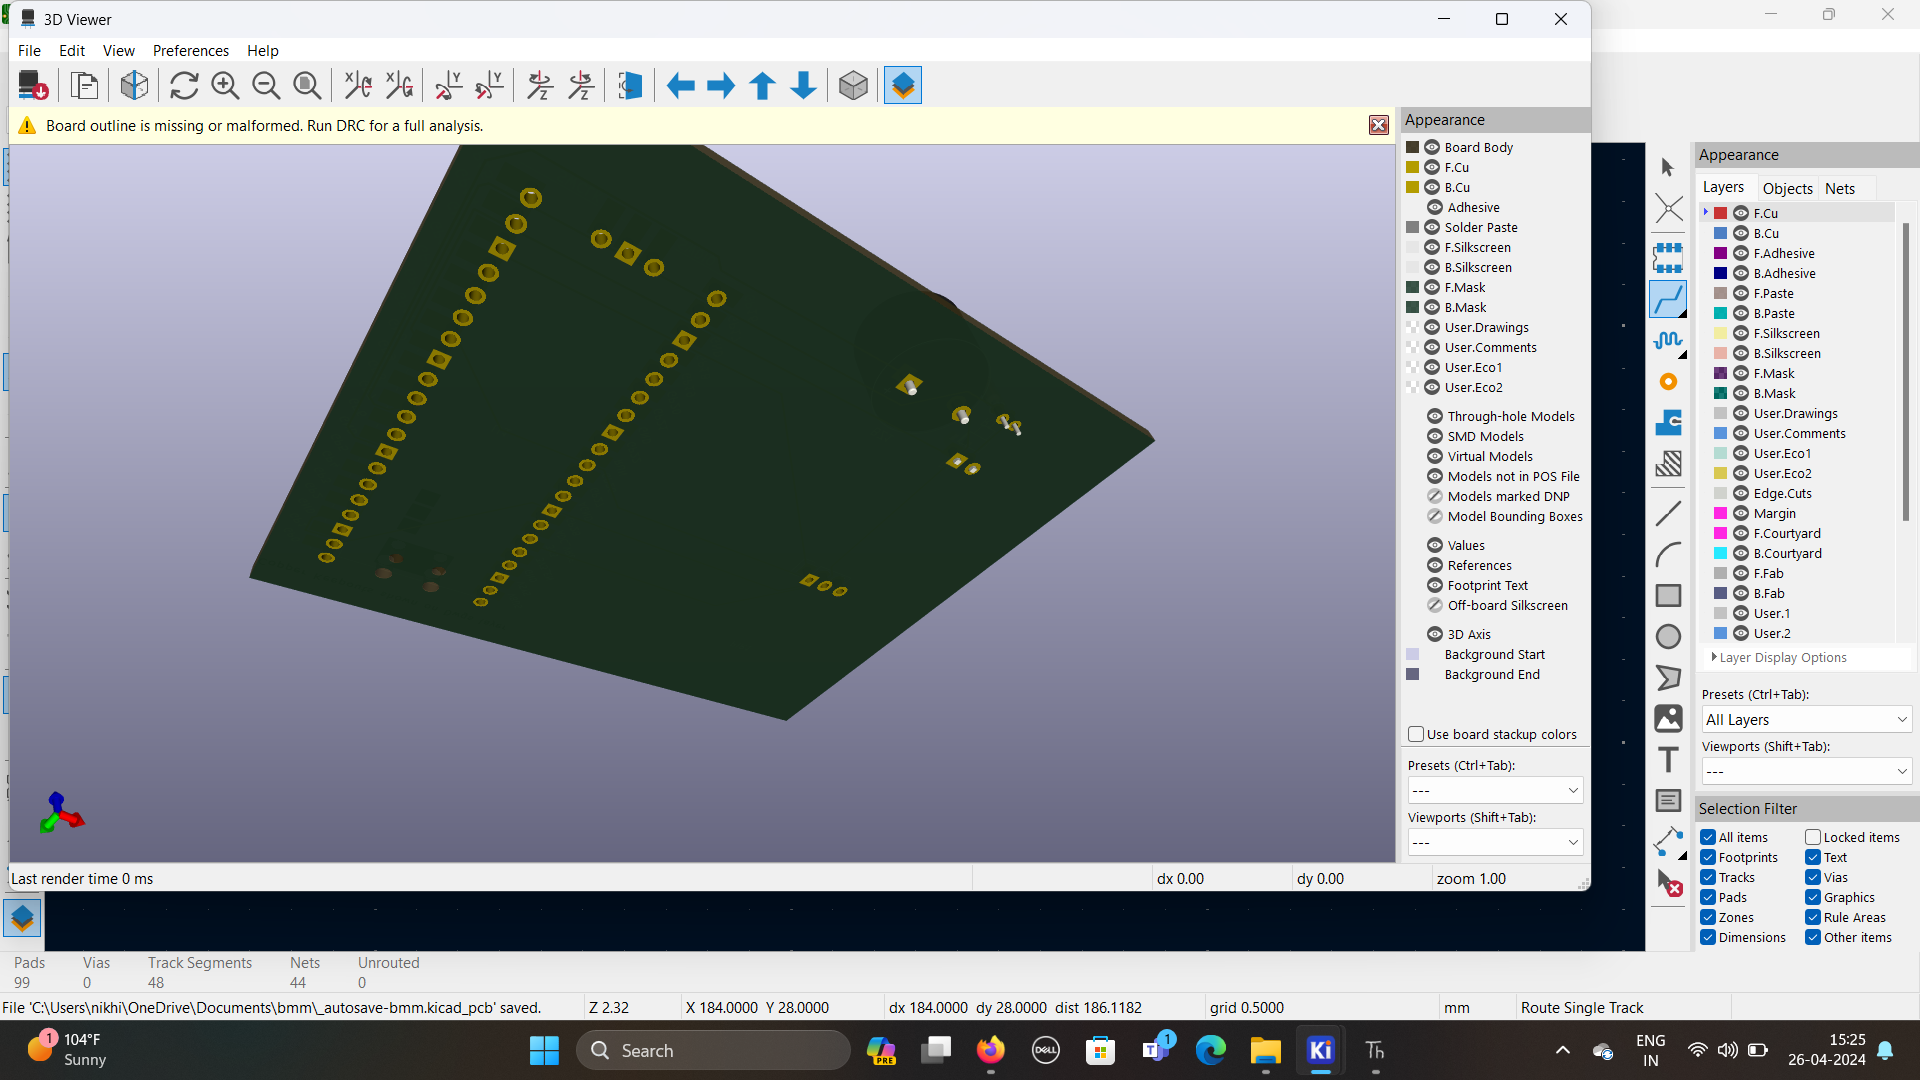 3D Viewer
File Edit View Preferences Help
Board outline is missing or malformed. Run DRC for a full analysis.
Appearance
Board Body
F.Cu
B.Cu
Adhesive
Solder Paste
F.Silkscreen
B.Silkscreen
F.Mask
B.Mask
User.Drawings
User.Comments
User.Eco1
User.Eco2
Through-hole Models
SMD Models
Virtual Models
Models not in POS File
Models marked DNP
Model Bounding Boxes
Values
References
Footprint Text
Off-board Silkscreen
3D Axis
Background Start
Background End
Use board stackup colors
Presets (Ctrl+Tab):
---
Viewports (Shift+Tab):
---
Last render time 0 ms
dx 0.00
dy 0.00
zoom 1.00
Appearance
Layers Objects Nets
F.Cu
B.Cu
F.Adhesive
B.Adhesive
F.Paste
B.Paste
F.Silkscreen
B.Silkscreen
F.Mask
B.Mask
User.Drawings
User.Comments
User.Eco1
User.Eco2
Edge.Cuts
Margin
F.Courtyard
B.Courtyard
F.Fab
B.Fab
User.1
User.2
Layer Display Options
Presets (Ctrl+Tab):
All Layers
Viewports (Shift+Tab):
---
Selection Filter
All items Locked items
Footprints Text
Tracks Vias
Pads Graphics
Zones Rule Areas
Dimensions Other items
Pads Vias Track Segments Nets Unrouted
99 0 48 44 0
File 'C:\Users\nikhi\OneDrive\Documents\bmm\_autosave-bmm.kicad_pcb' saved. Z 2.32 X 184.0000 Y 28.0000 dx 184.0000 dy 28.0000 dist 186.1182 grid 0.5000 mm Route Single Track
1
104°F
Sunny
Search
PRE
DELL
T
1
Ki
Th
ENG
IN
15:25
26-04-2024